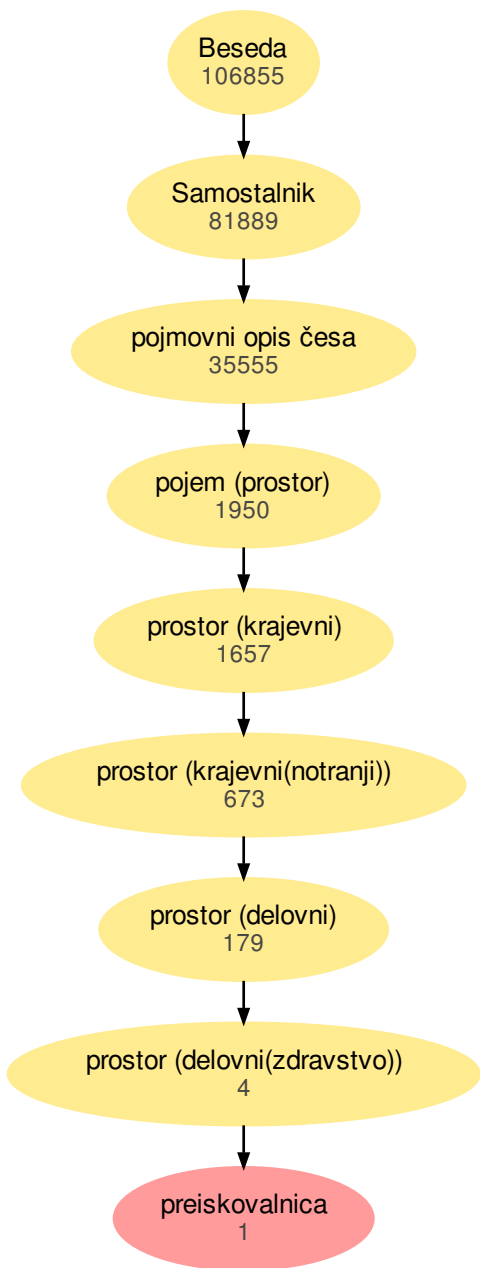 Beseda
106855
Samostalnik
81889
pojmovni opis česa
35555
pojem (prostor)
1950
prostor (krajevni)
1657
prostor (krajevni(notranji))
673
prostor (delovni)
179
prostor (delovni(zdravstvo))
4
preiskovalnica
1